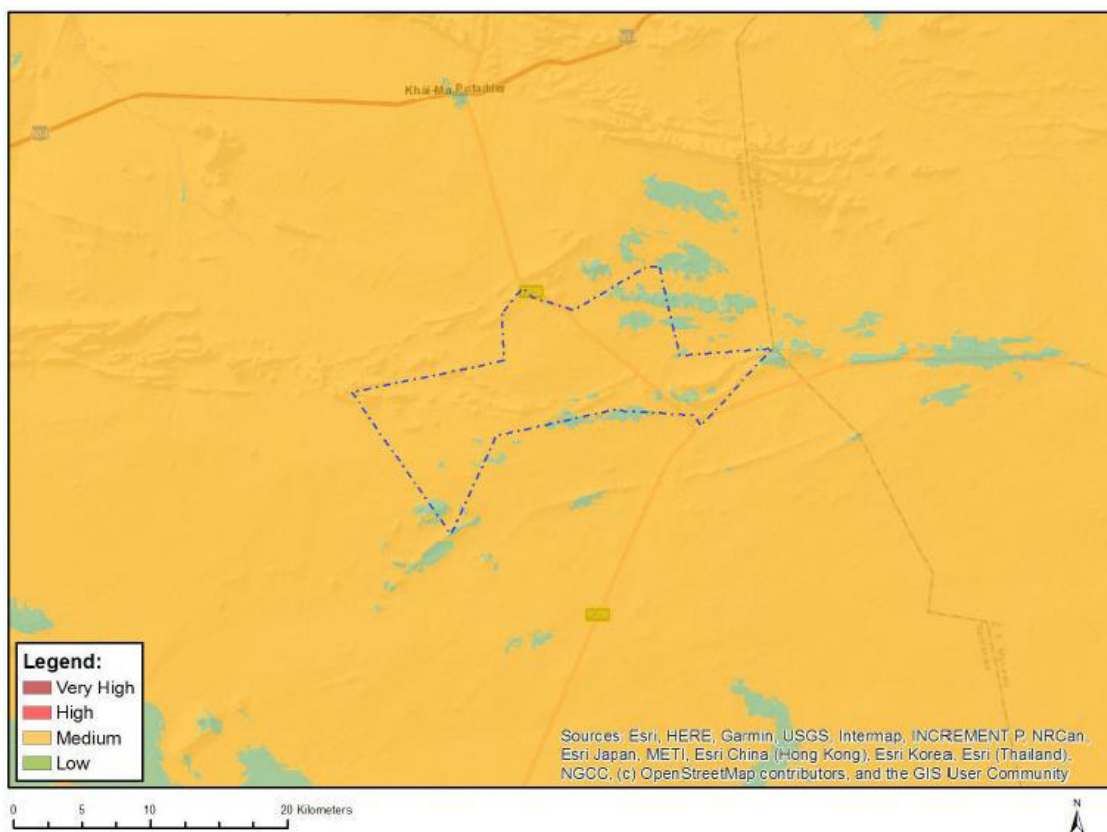 Khâi-Ma Pofadder
Legend:
Very High
High
Medium
Low
Sources: Esri, HERE, Garmin, USGS, Intermap, INCREMENT P, NRCan,
Esri Japan, METI, Esri China (Hong Kong), Esri Korea, Esri (Thailand),
NGCC, (c) OpenStreetMap contributors, and the GIS User Community
0 5 10 20 Kilometers
N